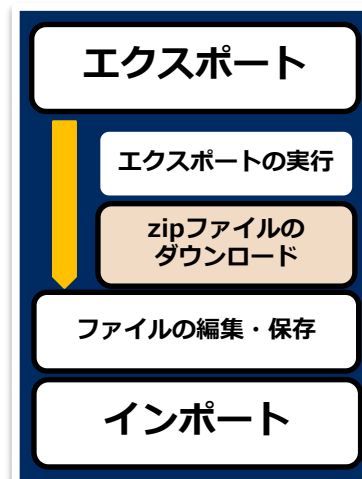 エクスポート
エクスポートの実行
zipファイルの
ダウンロード
ファイルの編集・保存
インポート